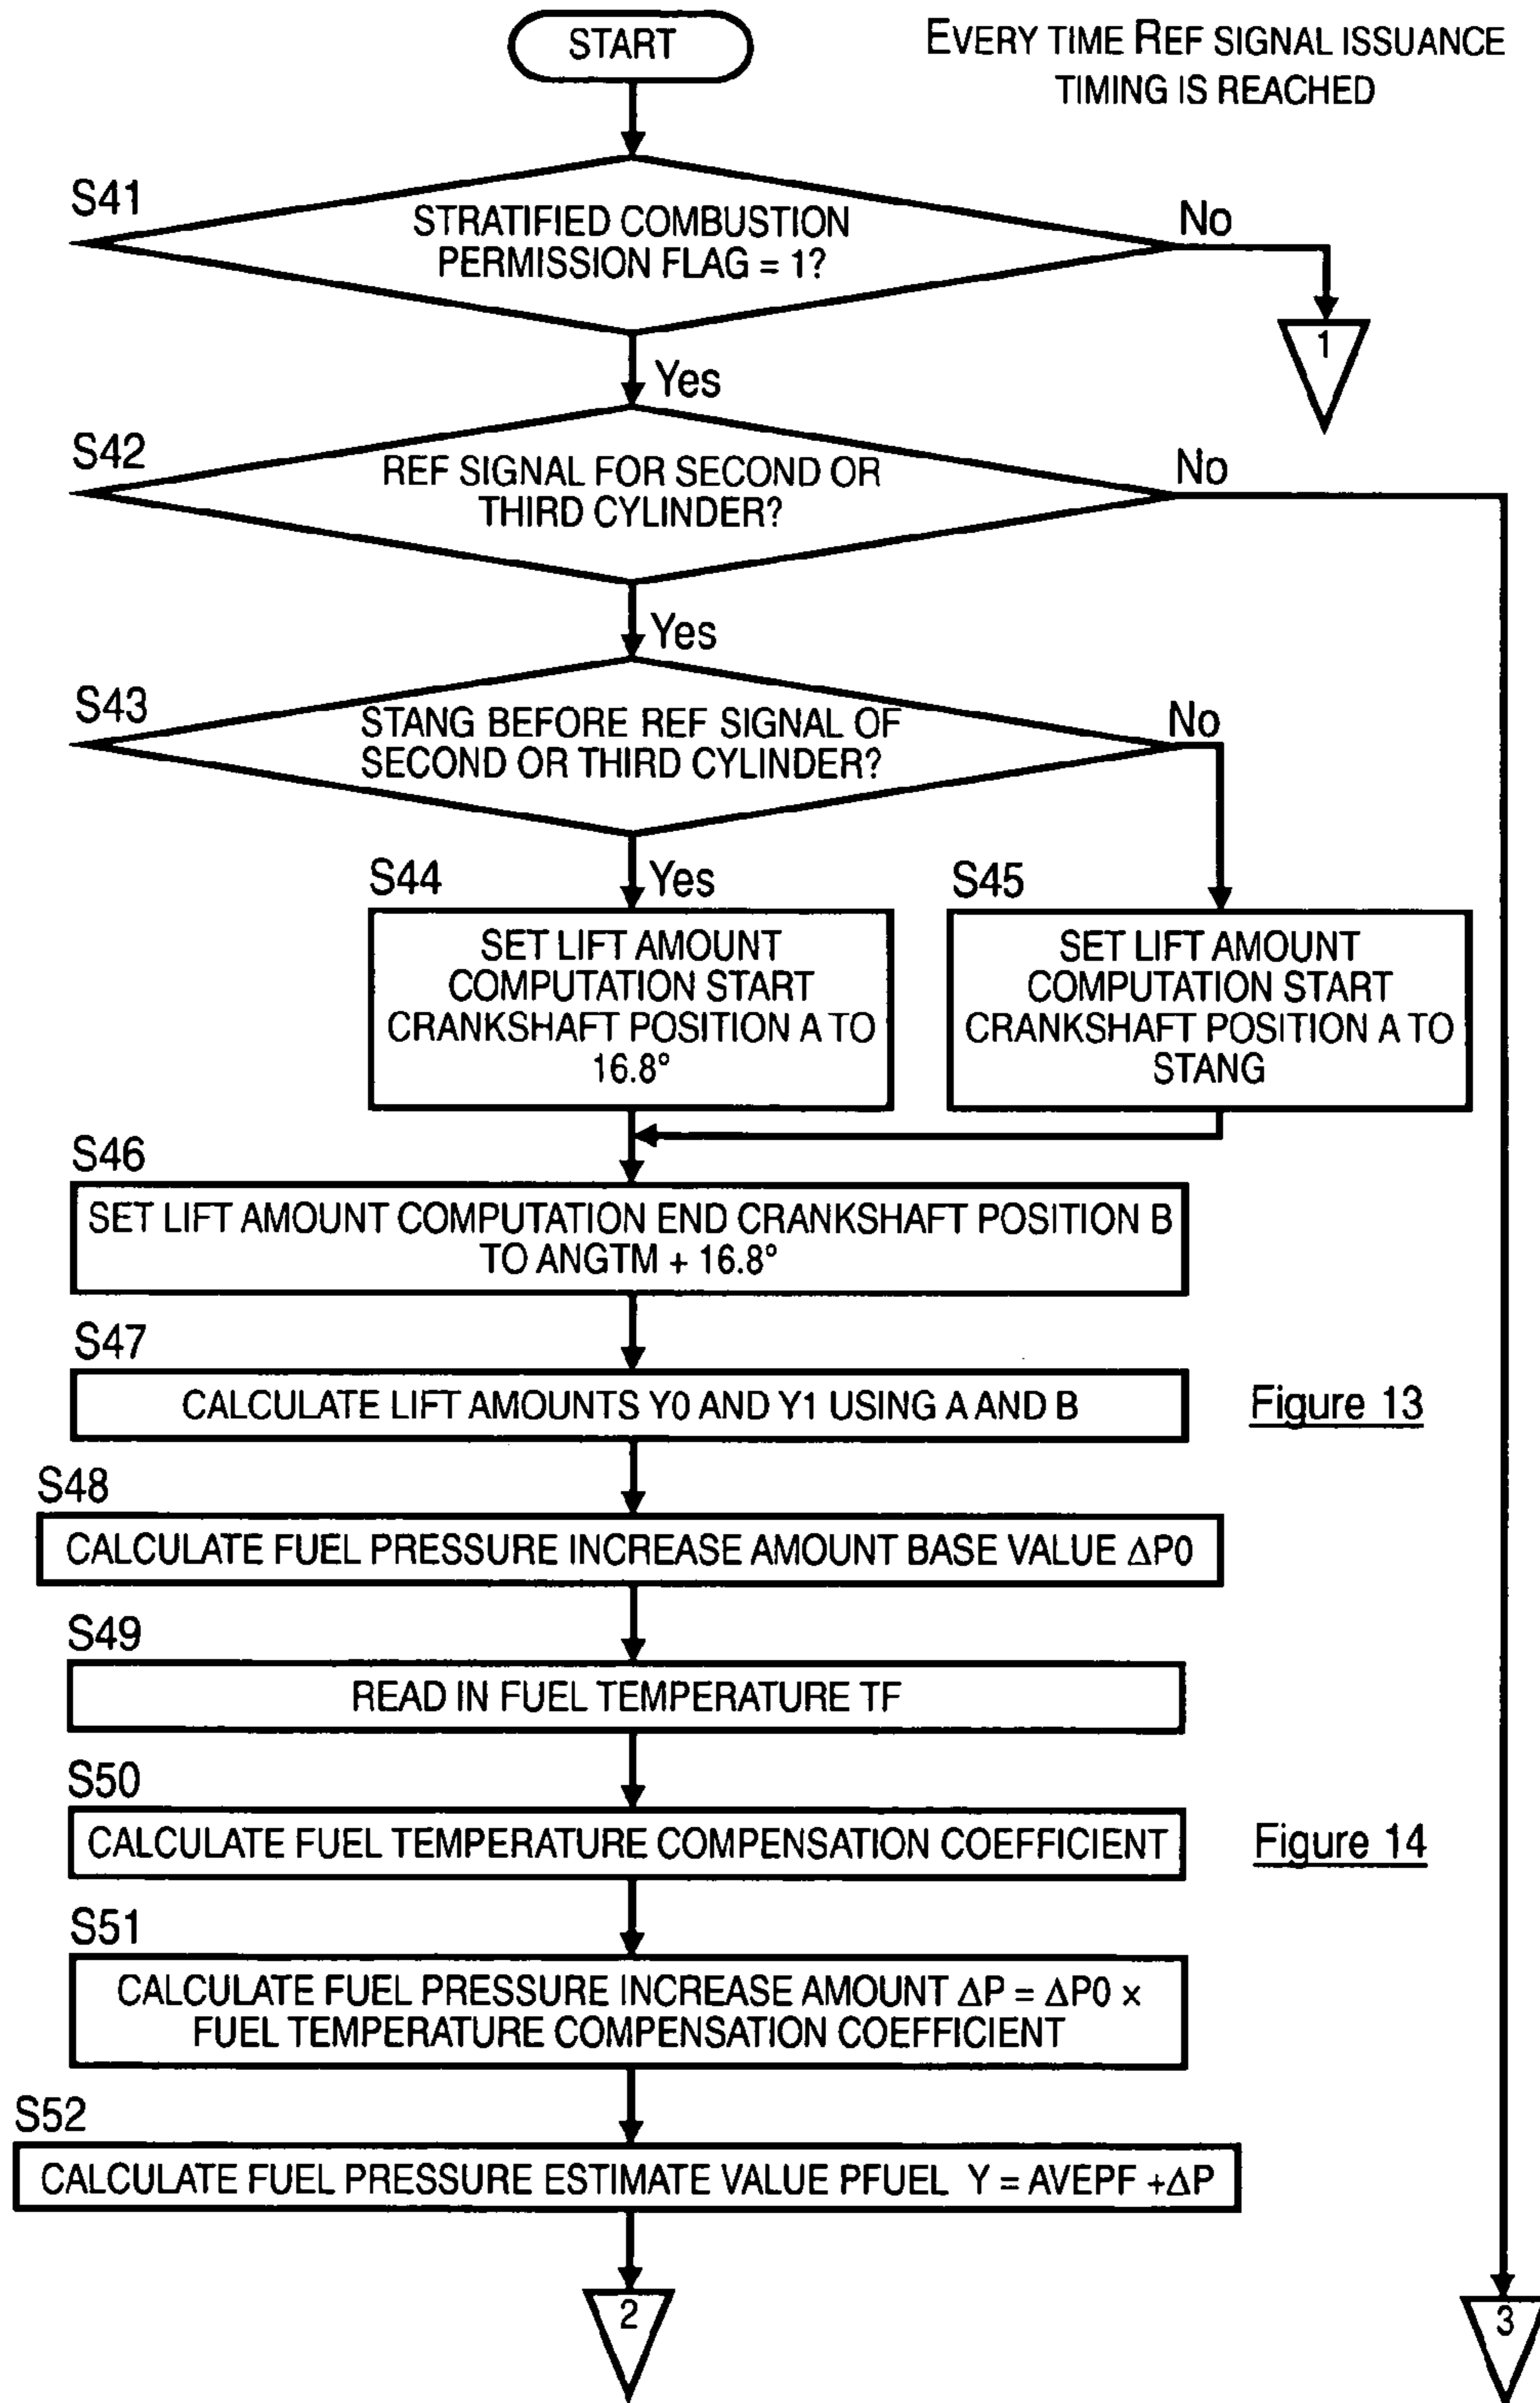 START
EVERY TIME REF SIGNAL ISSUANCE
TIMING IS REACHED
S41
STRATIFIED COMBUSTION
PERMISSION FLAG = 1?
No
1
Yes
S42
REF SIGNAL FOR SECOND OR
THIRD CYLINDER?
No
Yes
S43
STANG BEFORE REF SIGNAL OF
SECOND OR THIRD CYLINDER?
No
Yes
S44
SET LIFT AMOUNT
COMPUTATION START
CRANKSHAFT POSITION A TO
16.8°
S45
SET LIFT AMOUNT
COMPUTATION START
CRANKSHAFT POSITION A TO
STANG
S46
SET LIFT AMOUNT COMPUTATION END CRANKSHAFT POSITION B
TO ANGTM + 16.8°
S47
CALCULATE LIFT AMOUNTS Y0 AND Y1 USING A AND B
Figure 13
S48
CALCULATE FUEL PRESSURE INCREASE AMOUNT BASE VALUE ΔP0
S49
READ IN FUEL TEMPERATURE TF
S50
CALCULATE FUEL TEMPERATURE COMPENSATION COEFFICIENT
Figure 14
S51
CALCULATE FUEL PRESSURE INCREASE AMOUNT ΔP = ΔP0 ×
FUEL TEMPERATURE COMPENSATION COEFFICIENT
S52
CALCULATE FUEL PRESSURE ESTIMATE VALUE PFUEL Y = AVEPF +ΔP
2
3